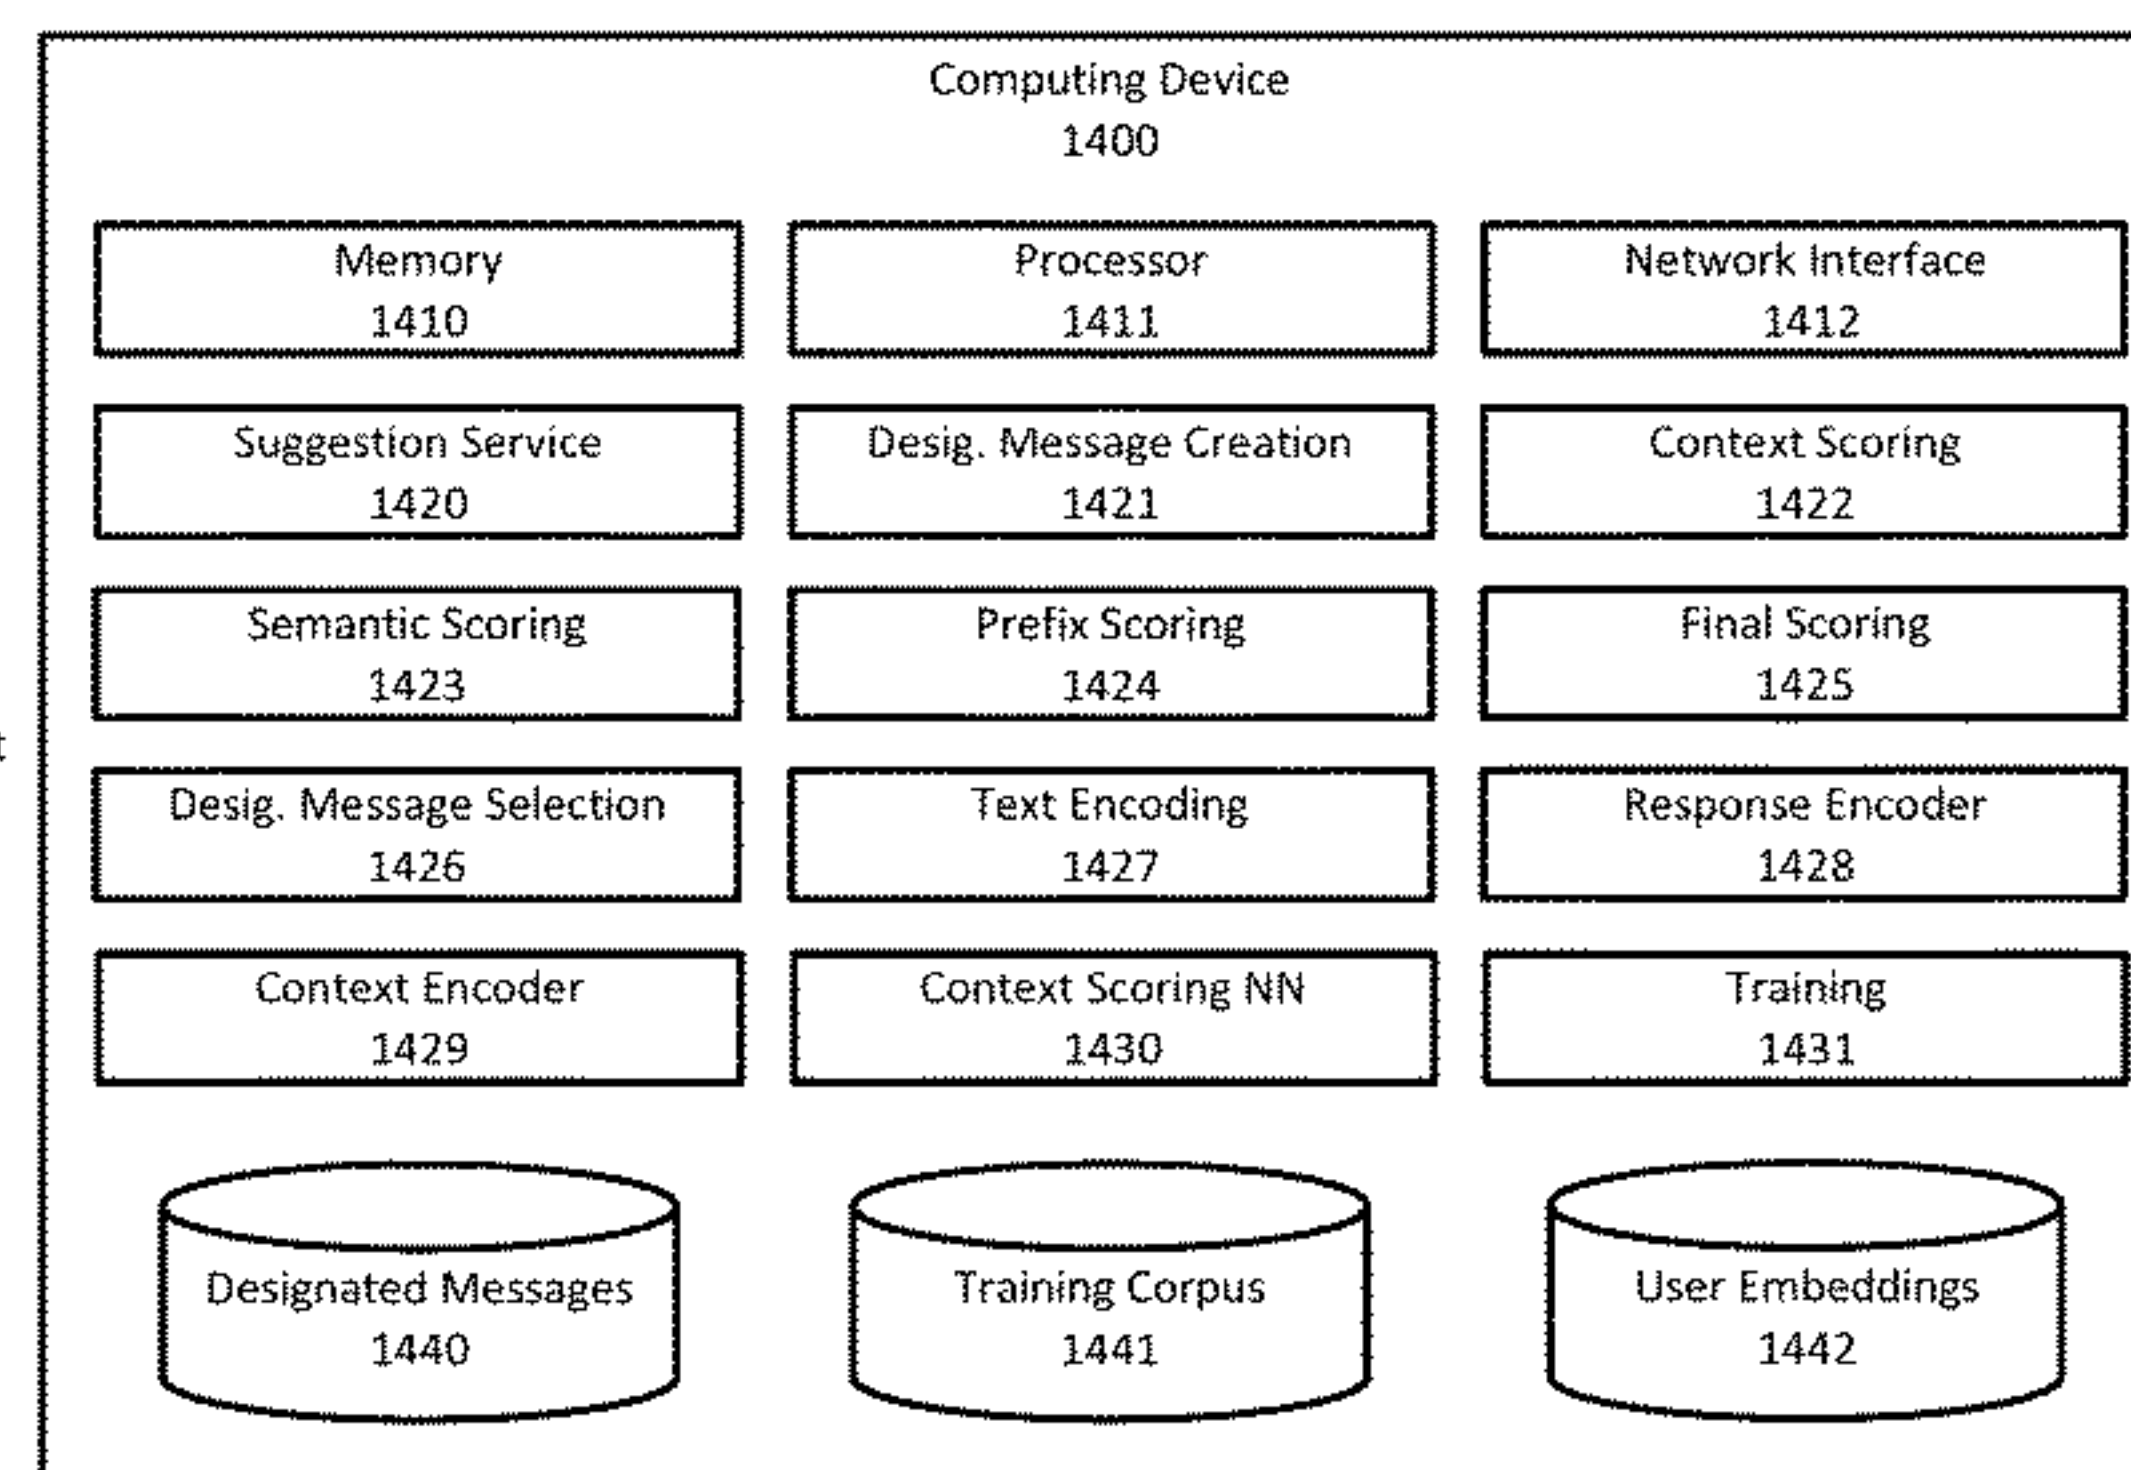 Computing Device
1400
Memory
1410
Processor
1411
Network Interface
1412
Suggestion Service
1420
Desig. Message Creation
1421
Context Scoring
1422
Semantic Scoring
1423
Prefix Scoring
1424
Final Scoring
1425
Desig. Message Selection
1426
Text Encoding
1427
Response Encoder
1428
Context Encoder
1429
Context Scoring NN
1430
Training
1431
Designated Messages
1440
Training Corpus
1441
User Embeddings
1442